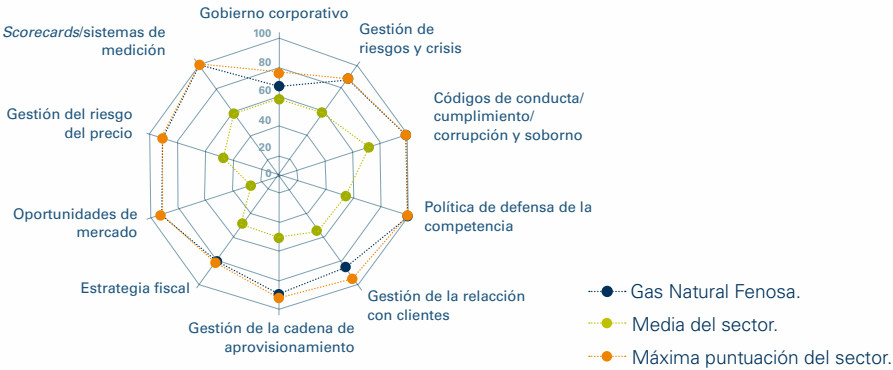 Gobierno corporativo
Gestión de
riesgos y crisis
Códigos de conducta/
cumplimiento/
corrupción y soborno
Política de defensa de la
competencia
Gestión de la relacción
con clientes
Gestión de la cadena de
aprovisionamiento
Estrategia fiscal
Oportunidades de
mercado
Gestión del riesgo
del precio
Scorecards/sistemas de
medición
100
80
60
40
20
0
Gas Natural Fenosa.
Media del sector.
Máxima puntuación del sector.